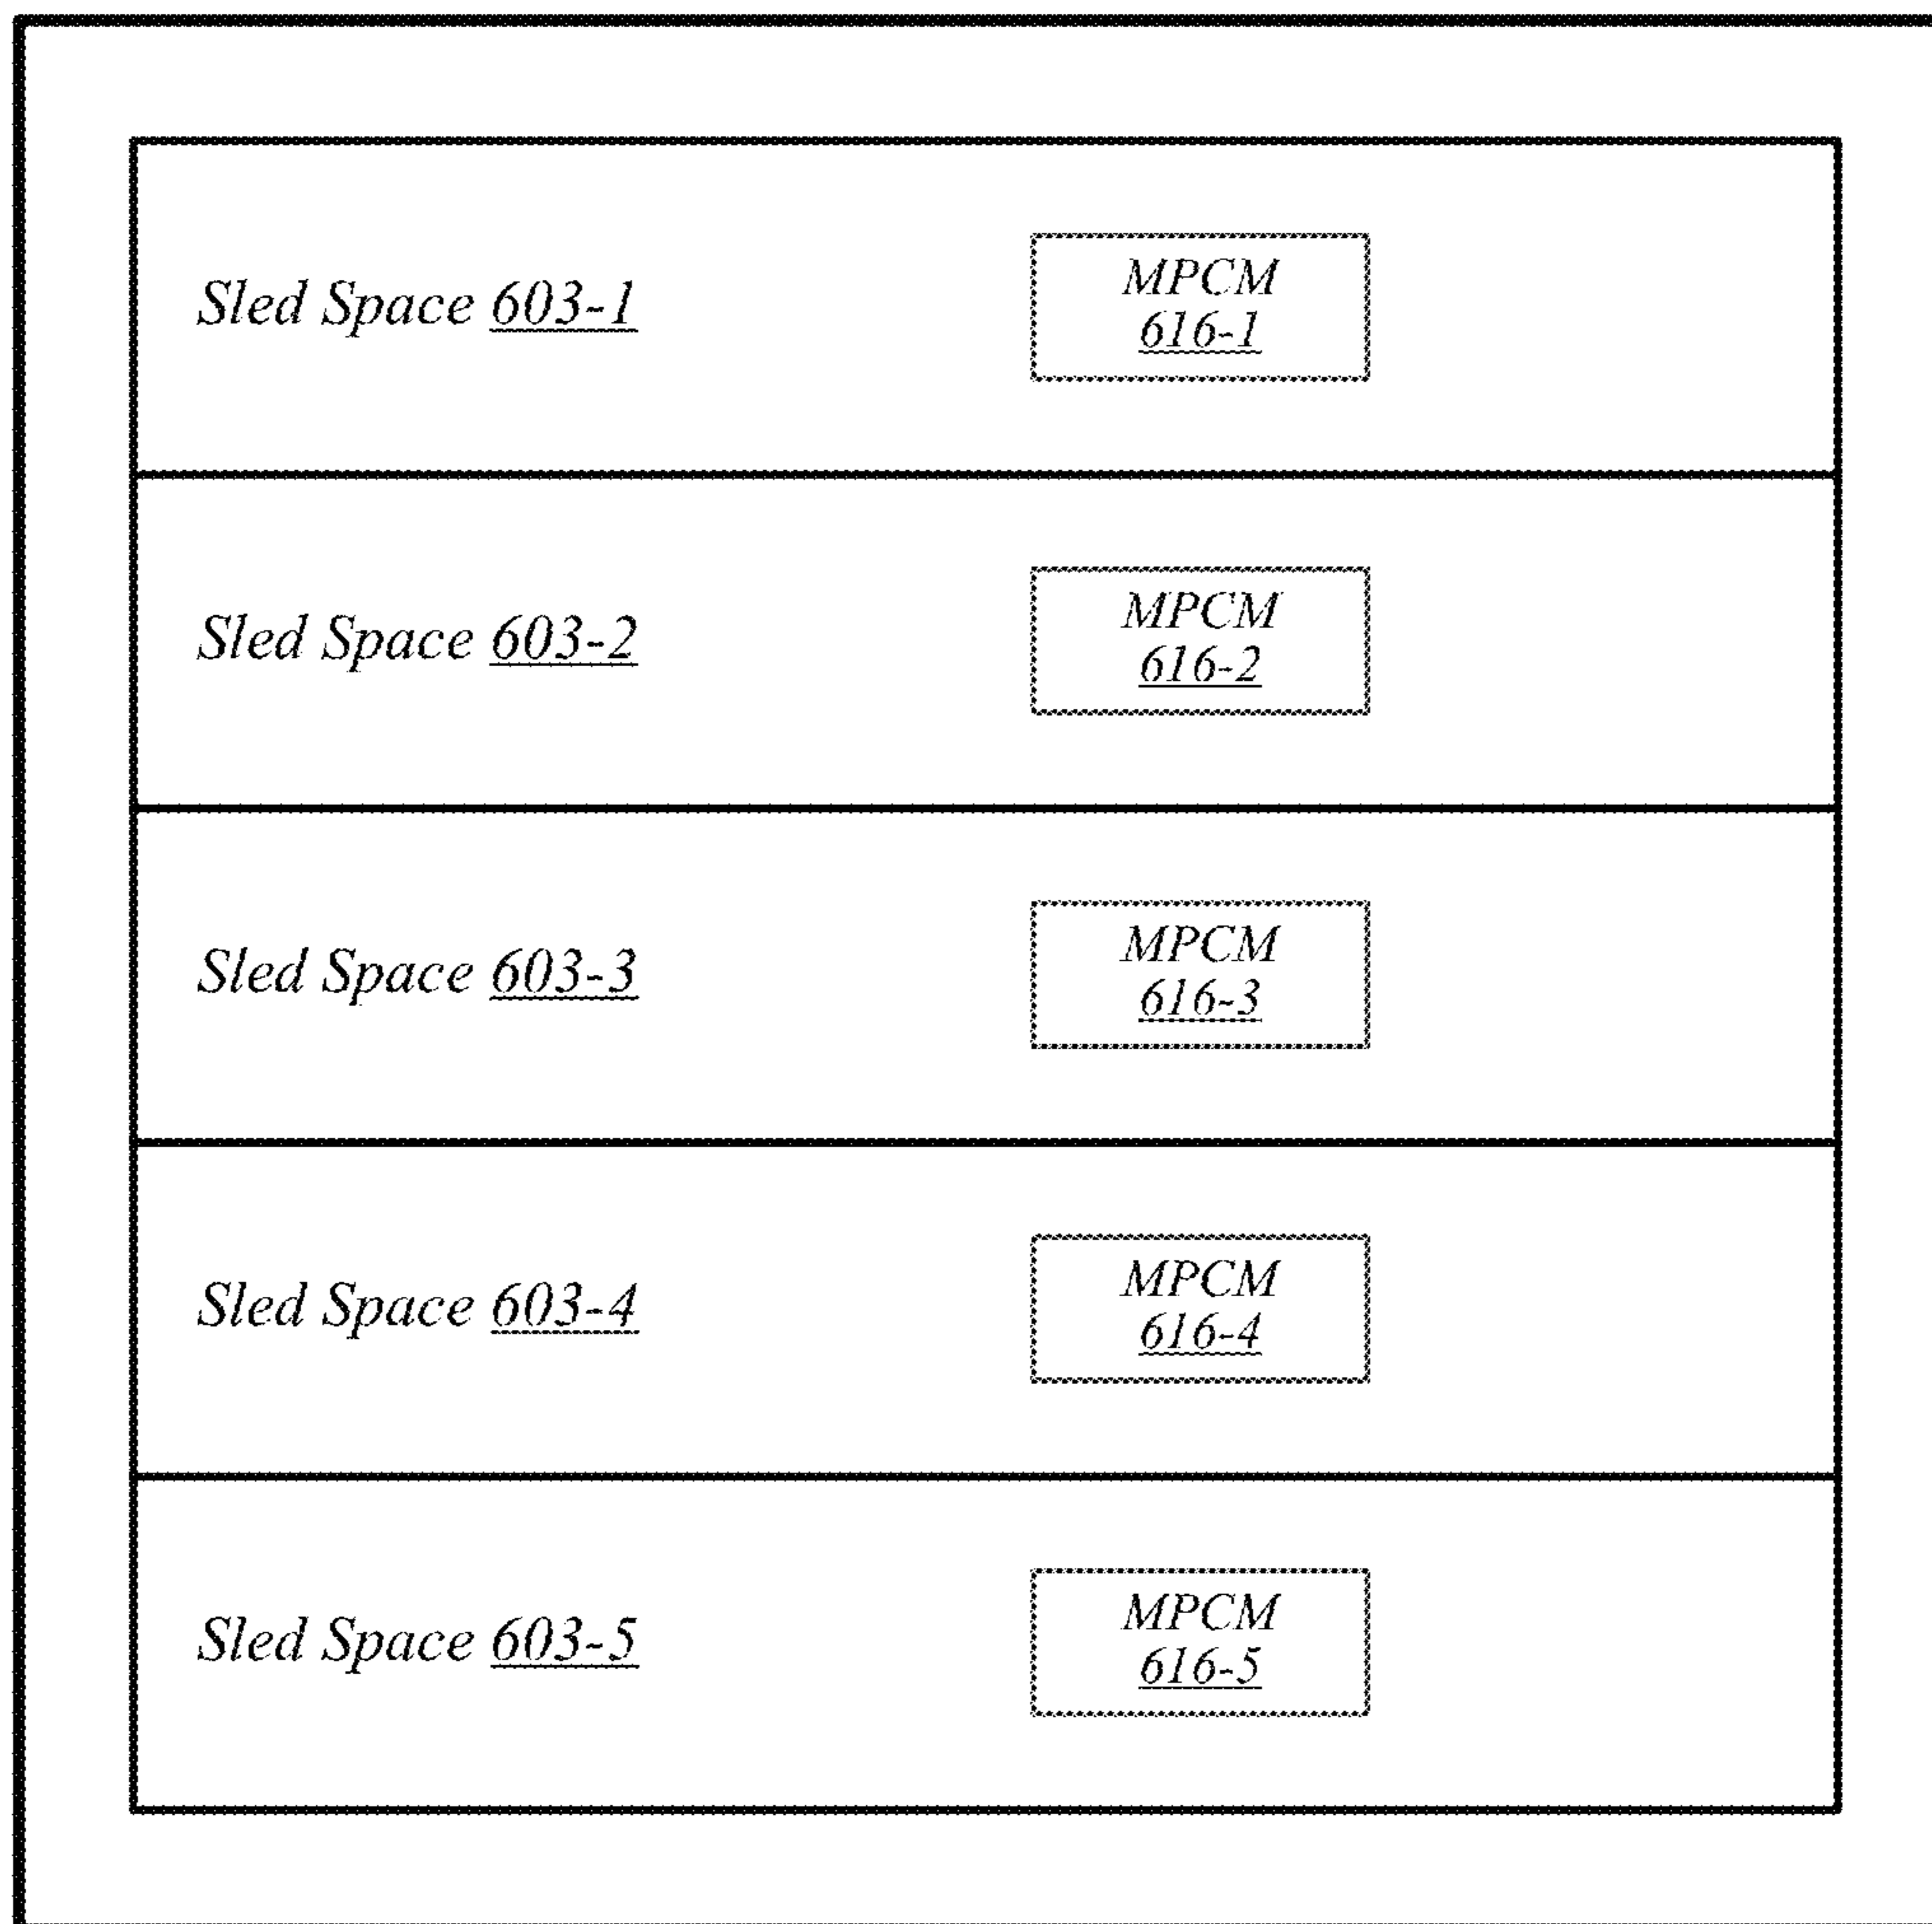 Sled Space 603-1
MPCM
616-1
Sled Space 603-2
MPCM
616-2
Sled Space 603-3
MPCM
616-3
Sled Space 603-4
MPCM
616-4
Sled Space 603-5
MPCM
616-5